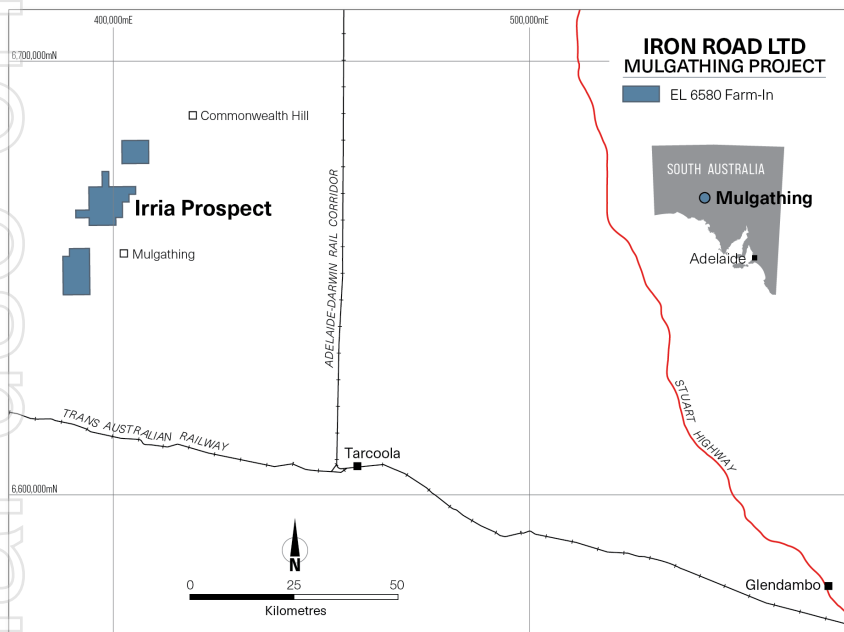 400,000mE
500,000mE
6,700,000mN
IRON ROAD LTD
MULGATHING PROJECT
EL 6580 Farm-In
Commonwealth Hill
SOUTH AUSTRALIA
Mulgathing
Adelaide
Irria Prospect
Mulgathing
ADELAIDE-DARWIN RAIL CORRIDOR
TRANS AUSTRALIAN RAILWAY
STUART HIGHWAY
Tarcoola
6,600,000mN
N
Glendambo
0 25 50
Kilometres